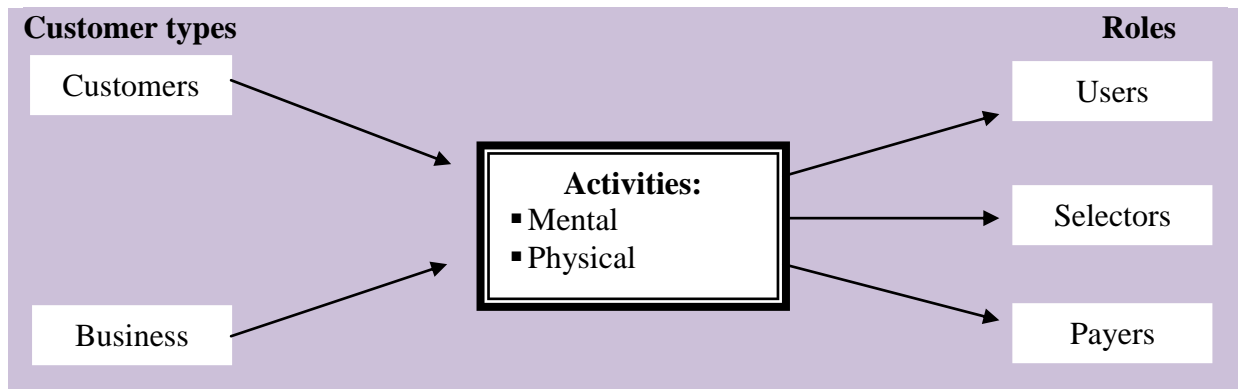 Customer types
Roles
Customers
Users
Activities:
▪ Mental
▪ Physical
Selectors
Business
Payers